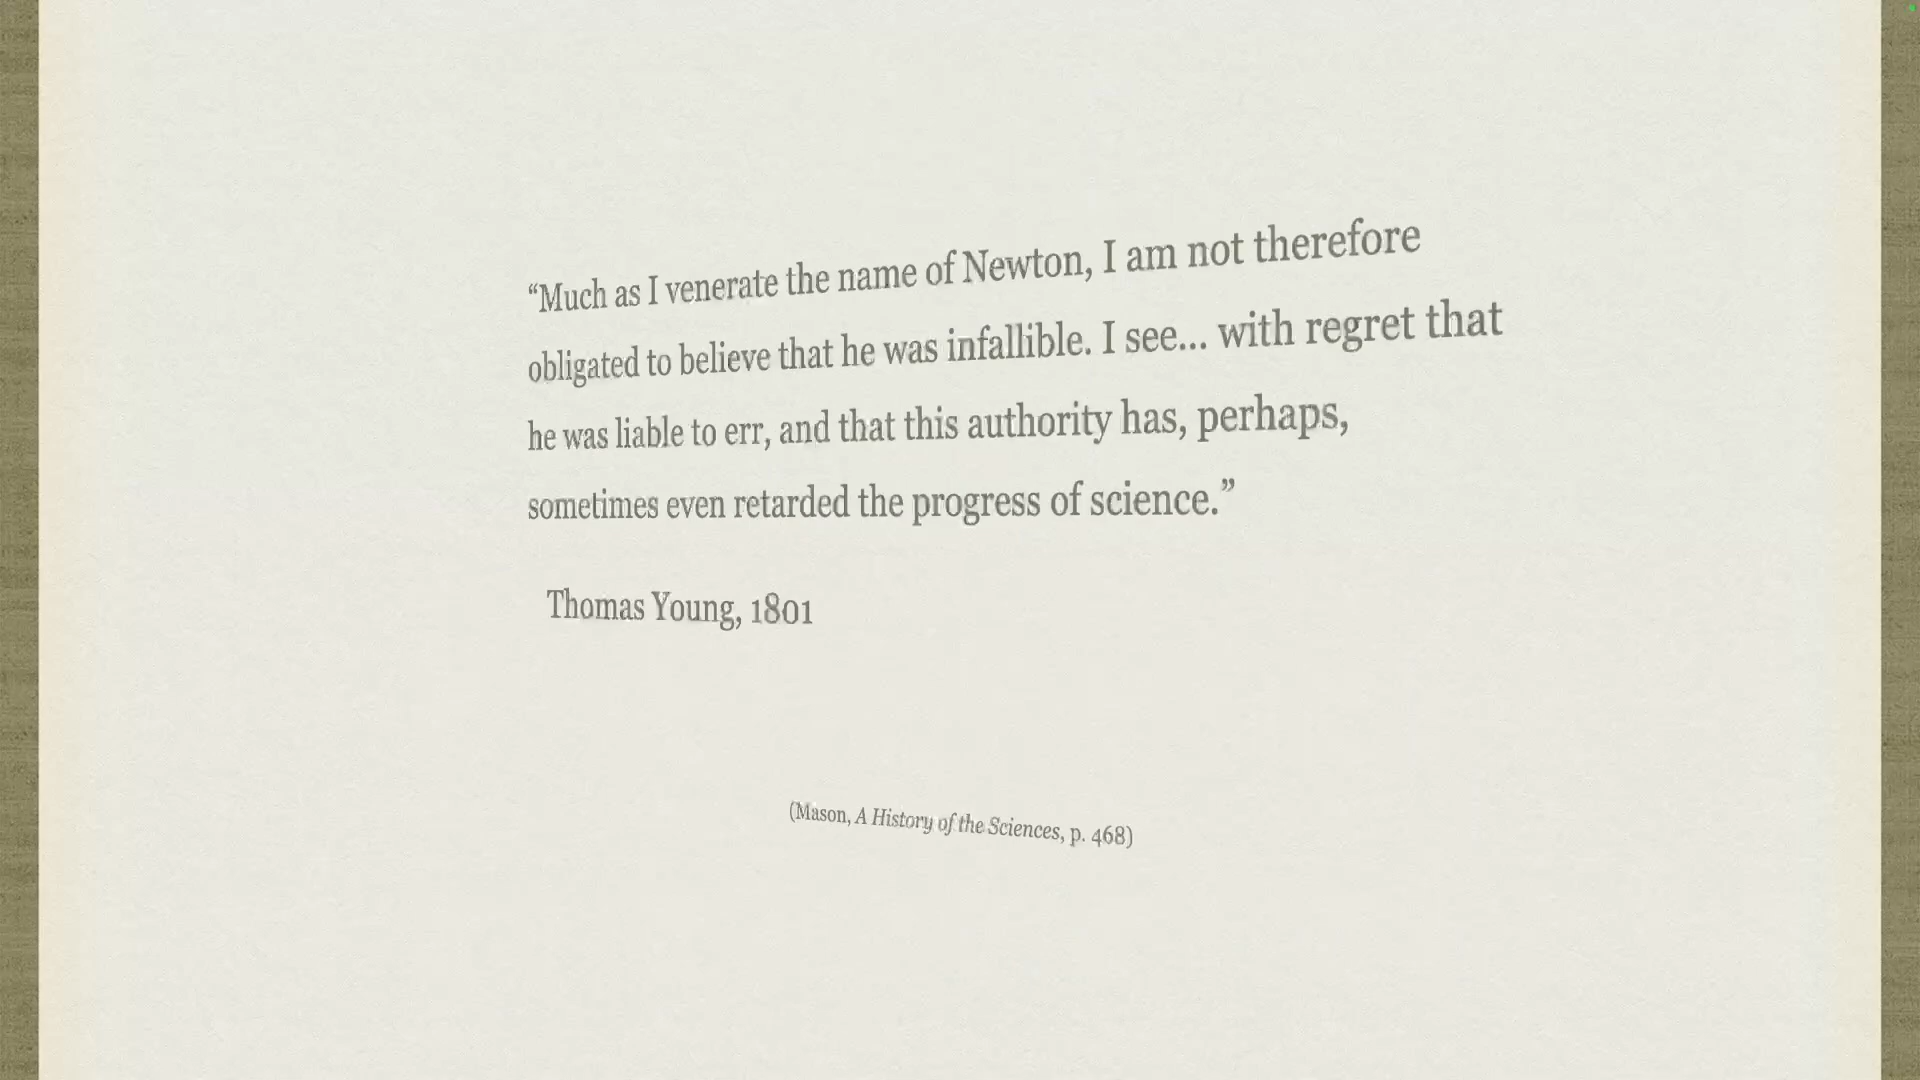 “Much as I venerate the name of Newton, I am not therefore
obligated to believe that he was infallible. I see... with regret that
he was liable to err, and that this authority has, perhaps,
sometimes even retarded the progress of science.”
Thomas Young, 1801
(Mason, A History of the Sciences, p. 468)